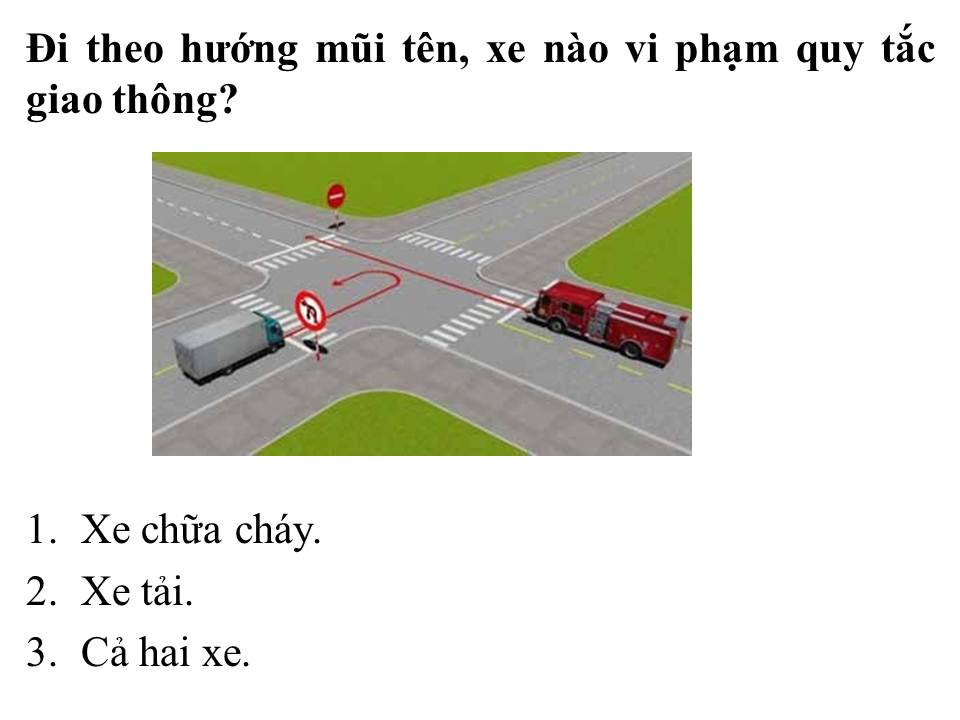 Đi theo hướng mũi tên, xe nào vi phạm quy tắc
giao thông?
1. Xe chữa cháy.
2. Xe tải.
3. Cả hai xe.